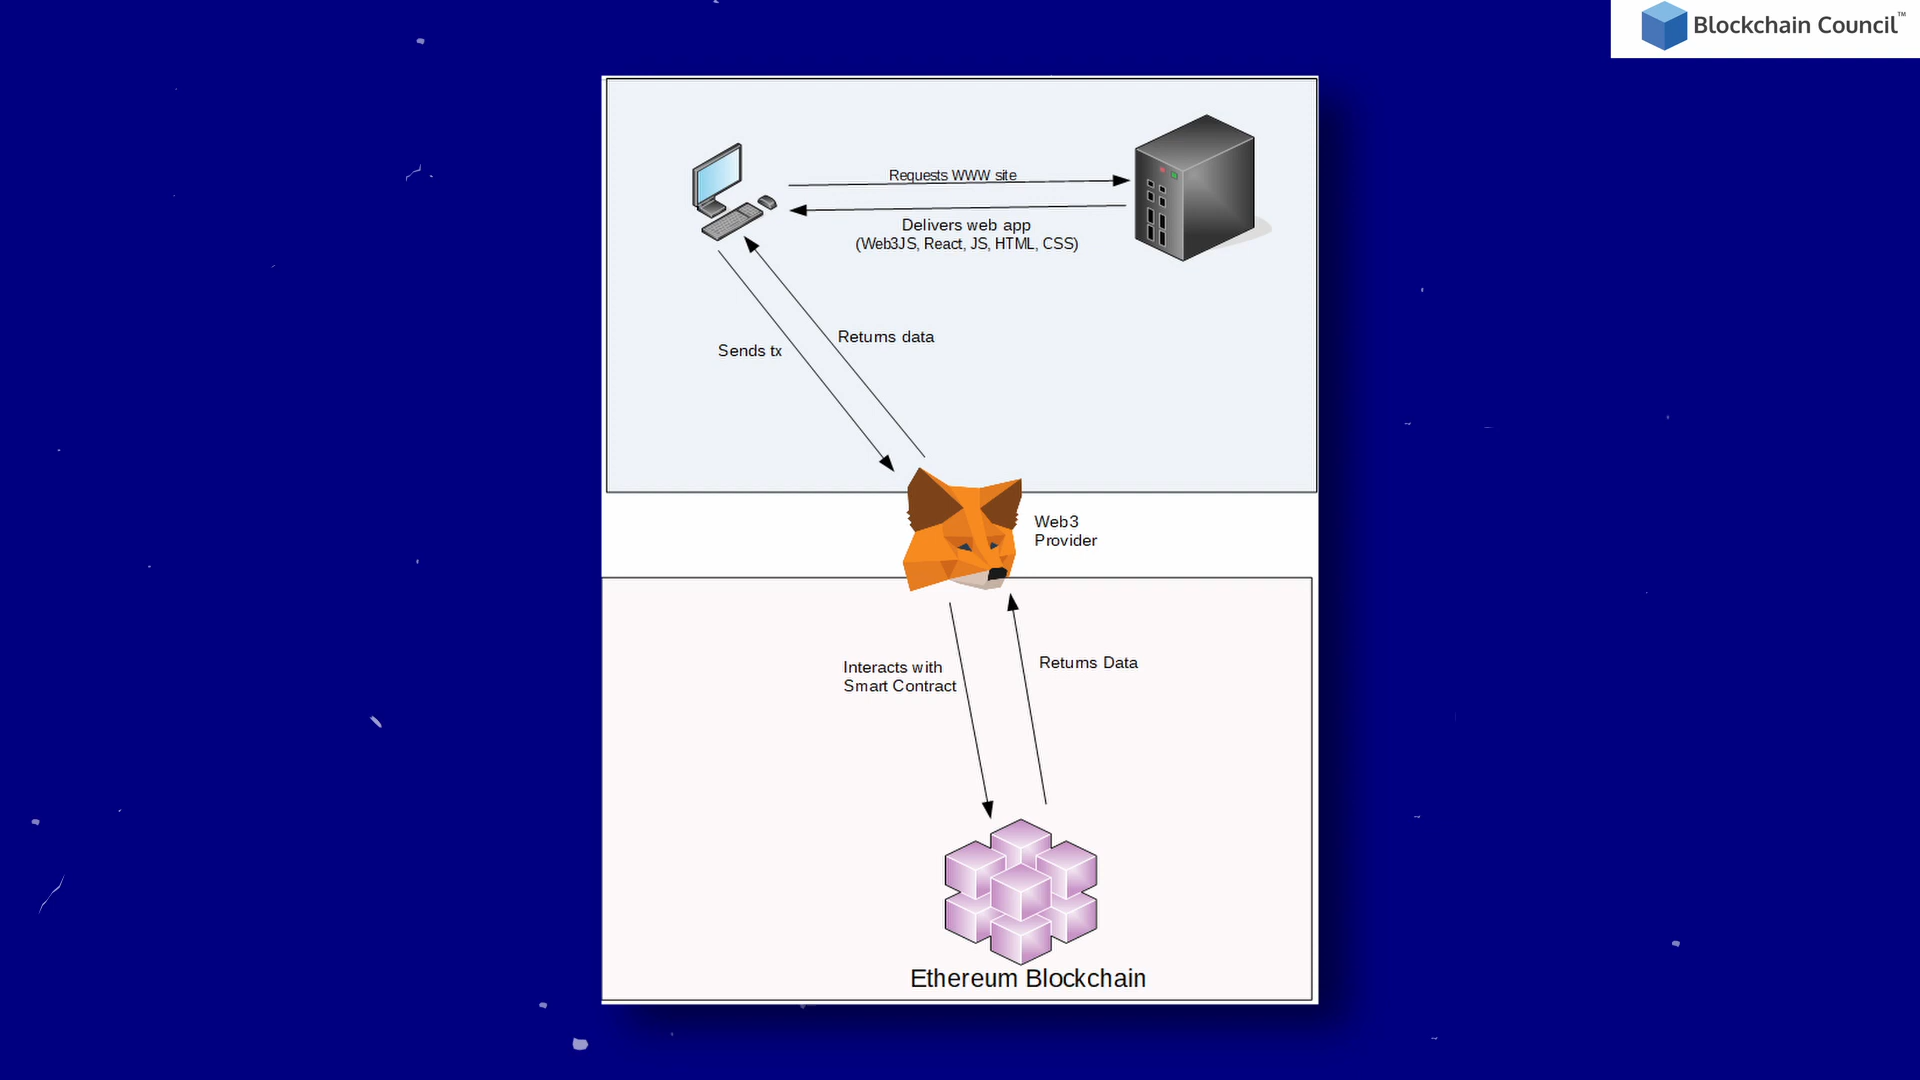 Blockchain Council™
Requests WWW site
Delivers web app
(Web3JS, React, JS, HTML, CSS)
Returns data
Sends tx
Web3
Provider
Interacts with
Smart Contract
Returns Data
Ethereum Blockchain